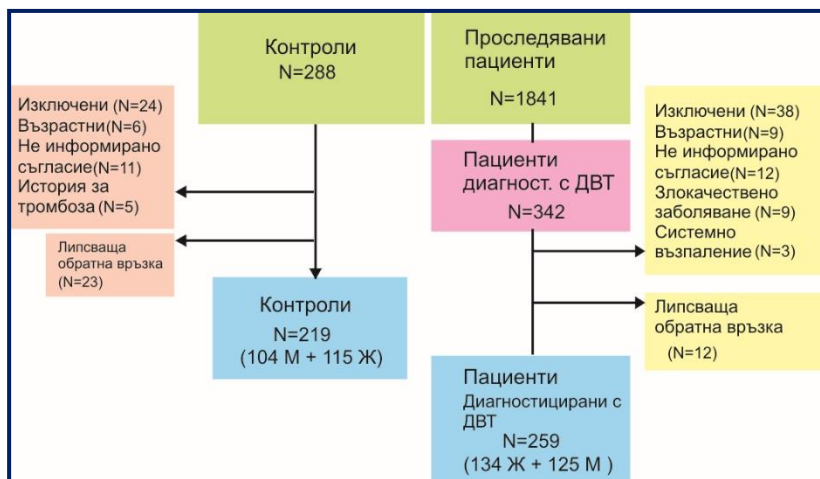 Контроли
N=288
Проследявани
пациенти
N=1841
Изключени (N=24)
Възрастни(N=6)
Не информирано
съгласие(N=11)
История за
тромбоза(N=5)
Липсваща
обратна връзка
(N=23)
Контроли
N=219
(104 М + 115 Ж)
Пациенти
диагност. с ДВТ
N=342
Изключени (N=38)
Възрастни(N=9)
Не информирано
съгласие(N=12)
Злокачествено
заболяване(N=9)
Системно
възпаление(N=3)
Липсваща
обратна връзка
(N=12)
Пациенти
Диагностицирани с
ДВТ
N=259
(134 Ж + 125 М )